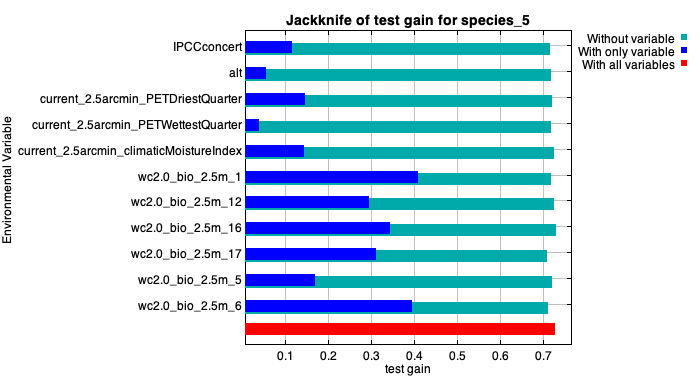 Jackknife of test gain for species_5
Without variable
With only variable
With all variables
Environmental Variable
IPCCconcert
alt
current_2.5arcmin_PETDriestQuarter
current_2.5arcmin_PETWettestQuarter
current_2.5arcmin_climaticMoistureIndex
wc2.0_bio_2.5m_1
wc2.0_bio_2.5m_12
wc2.0_bio_2.5m_16
wc2.0_bio_2.5m_17
wc2.0_bio_2.5m_5
wc2.0_bio_2.5m_6
0.1 0.2 0.3 0.4 0.5 0.6 0.7
test gain